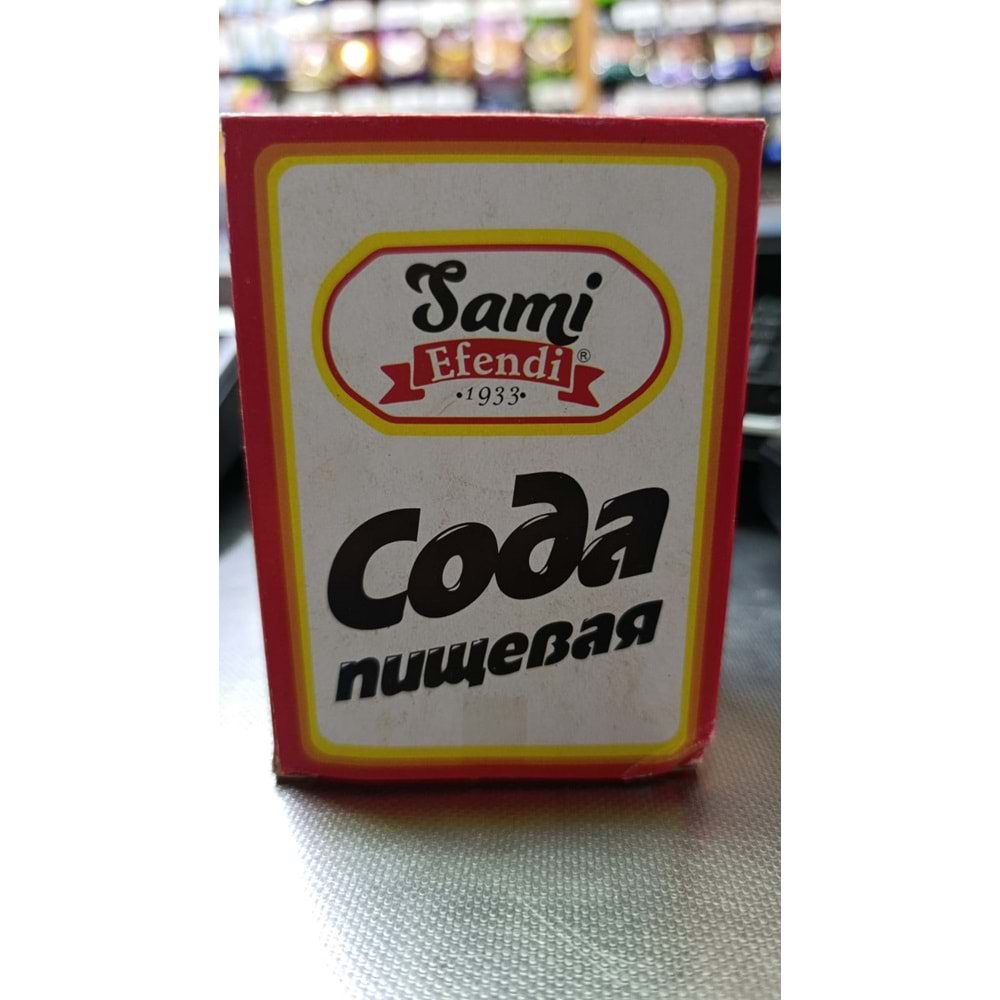 Sami
Efendi®
•1933•
Сода
пищевая